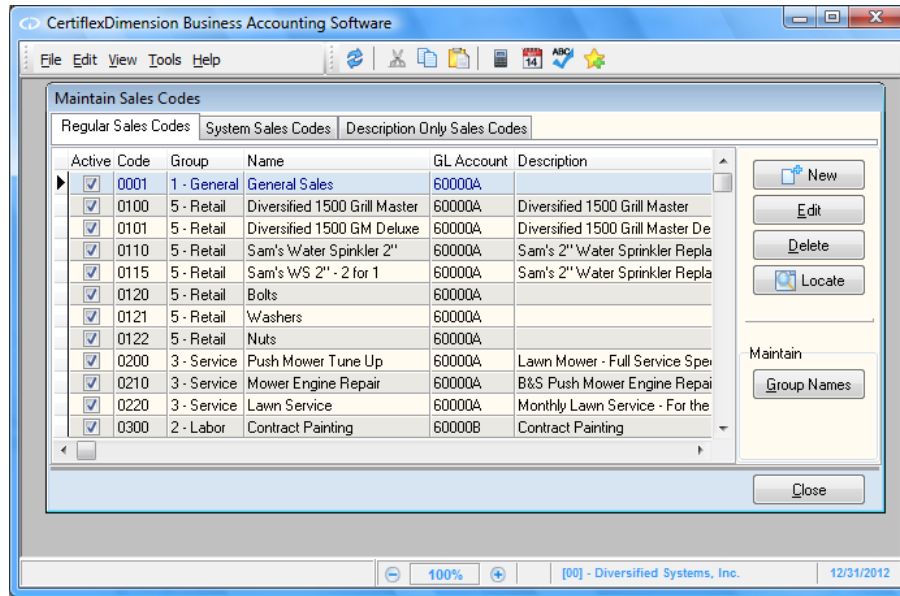 CertiflexDimension Business Accounting Software
File Edit View Tools Help 14 ABC
Maintain Sales Codes
Regular Sales Codes System Sales Codes Description Only Sales Codes
Active Code Group Name GL Account Description
0001 1 - General General Sales 60000A
0100 5 - Retail Diversified 1500 Grill Master 60000A Diversified 1500 Grill Master
0101 5 - Retail Diversified 1500 GM Deluxe 60000A Diversified 1500 Grill Master De
0110 5 - Retail Sam's Water Spinkler 2" 60000A Sam's 2" Water Sprinkler Repla
0115 5 - Retail Sam's WS 2" - 2 for 1 60000A Sam's 2" Water Sprinkler Repla
0120 5 - Retail Bolts 60000A
0121 5 - Retail Washers 60000A
0122 5 - Retail Nuts 60000A
0200 3 - Service Push Mower Tune Up 60000A Lawn Mower - Full Service Spe
0210 3 - Service Mower Engine Repair 60000A B&S Push Mower Engine Repai
0220 3 - Service Lawn Service 60000A Monthly Lawn Service - For the
0300 2 - Labor Contract Painting 60000B Contract Painting
New
Edit
Delete
Locate
Maintain
Group Names
Close
100% [00] - Diversified Systems, Inc. 12/31/2012